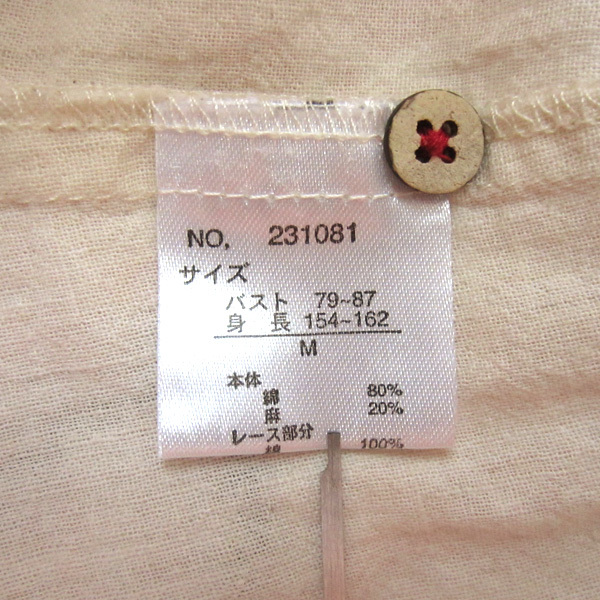 NO, 231081
サイズ
バスト 79~87
身 長 154~162
M
本体
綿 80%
麻 20%
レース部分
綿 100%